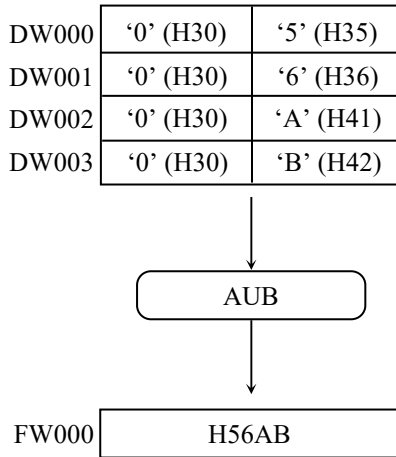 DW000 ‘0’ (H30) ‘5’ (H35)
DW001 ‘0’ (H30) ‘6’ (H36)
DW002 ‘0’ (H30) ‘A’ (H41)
DW003 ‘0’ (H30) ‘B’ (H42)
AUB
FW000 H56AB